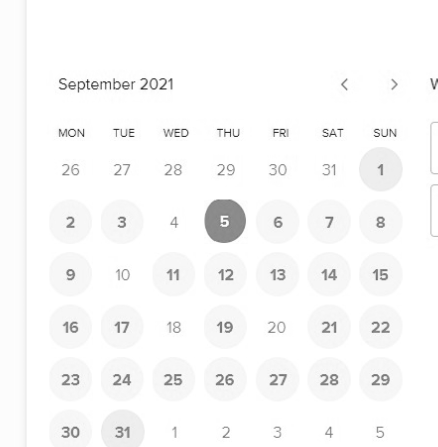 September 2021
W
MON TUE WED THU FRI SAT SUN
26 27 28 29 30 31 1
2 3 4 5 6 7 8
9 10 11 12 13 14 15
16 17 18 19 20 21 22
23 24 25 26 27 28 29
30 31 1 2 3 4 5